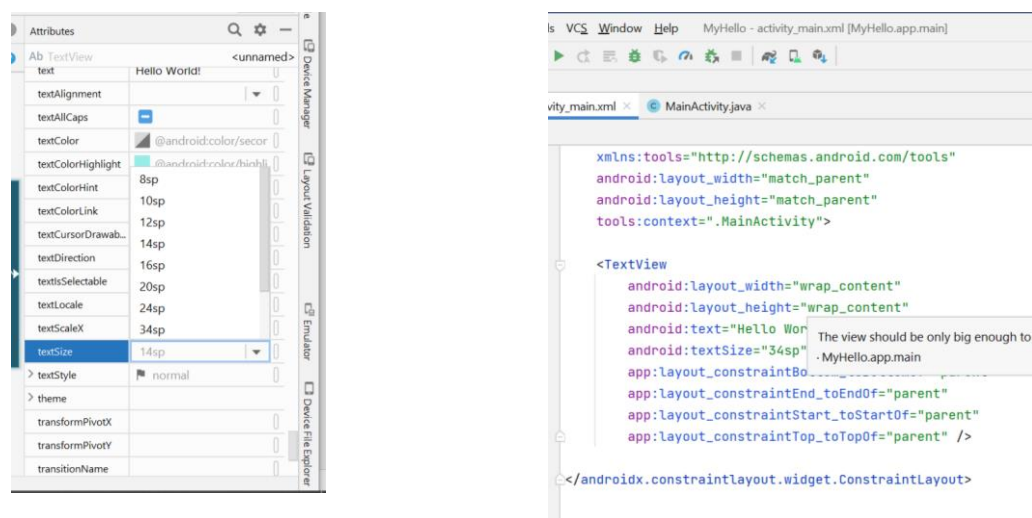 Attributes
Ab TextView <unnamed>
text Hello World!
textAlignment
textAllCaps
textColor @android:color/secor
textColorHighlight @android:color/highli
textColorHint
textColorLink
textCursorDrawab...
textDirection
textIsSelectable
textLocale
textScaleX
textSize 14sp
textStyle normal
theme
transformPivotX
transformPivotY
transitionName
8sp
10sp
12sp
14sp
16sp
20sp
24sp
34sp
Device Manager
Layout Validation
Emulator
Device File Explorer
VCS Window Help MyHello - activity_main.xml [MyHello.app.main]
vity_main.xml × C MainActivity.java ×
xmlns:tools="http://schemas.android.com/tools"
android:layout_width="match_parent"
android:layout_height="match_parent"
tools:context=".MainActivity">
<TextView
android:layout_width="wrap_content"
android:layout_height="wrap_content"
android:text="Hello Wor
android:textSize="34sp"
app:layout_constraintBo
app:layout_constraintEnd_toEndOf="parent"
app:layout_constraintStart_toStartOf="parent"
app:layout_constraintTop_toTopOf="parent" />
</androidx.constraintlayout.widget.ConstraintLayout>
The view should be only big enough to
· MyHello.app.main